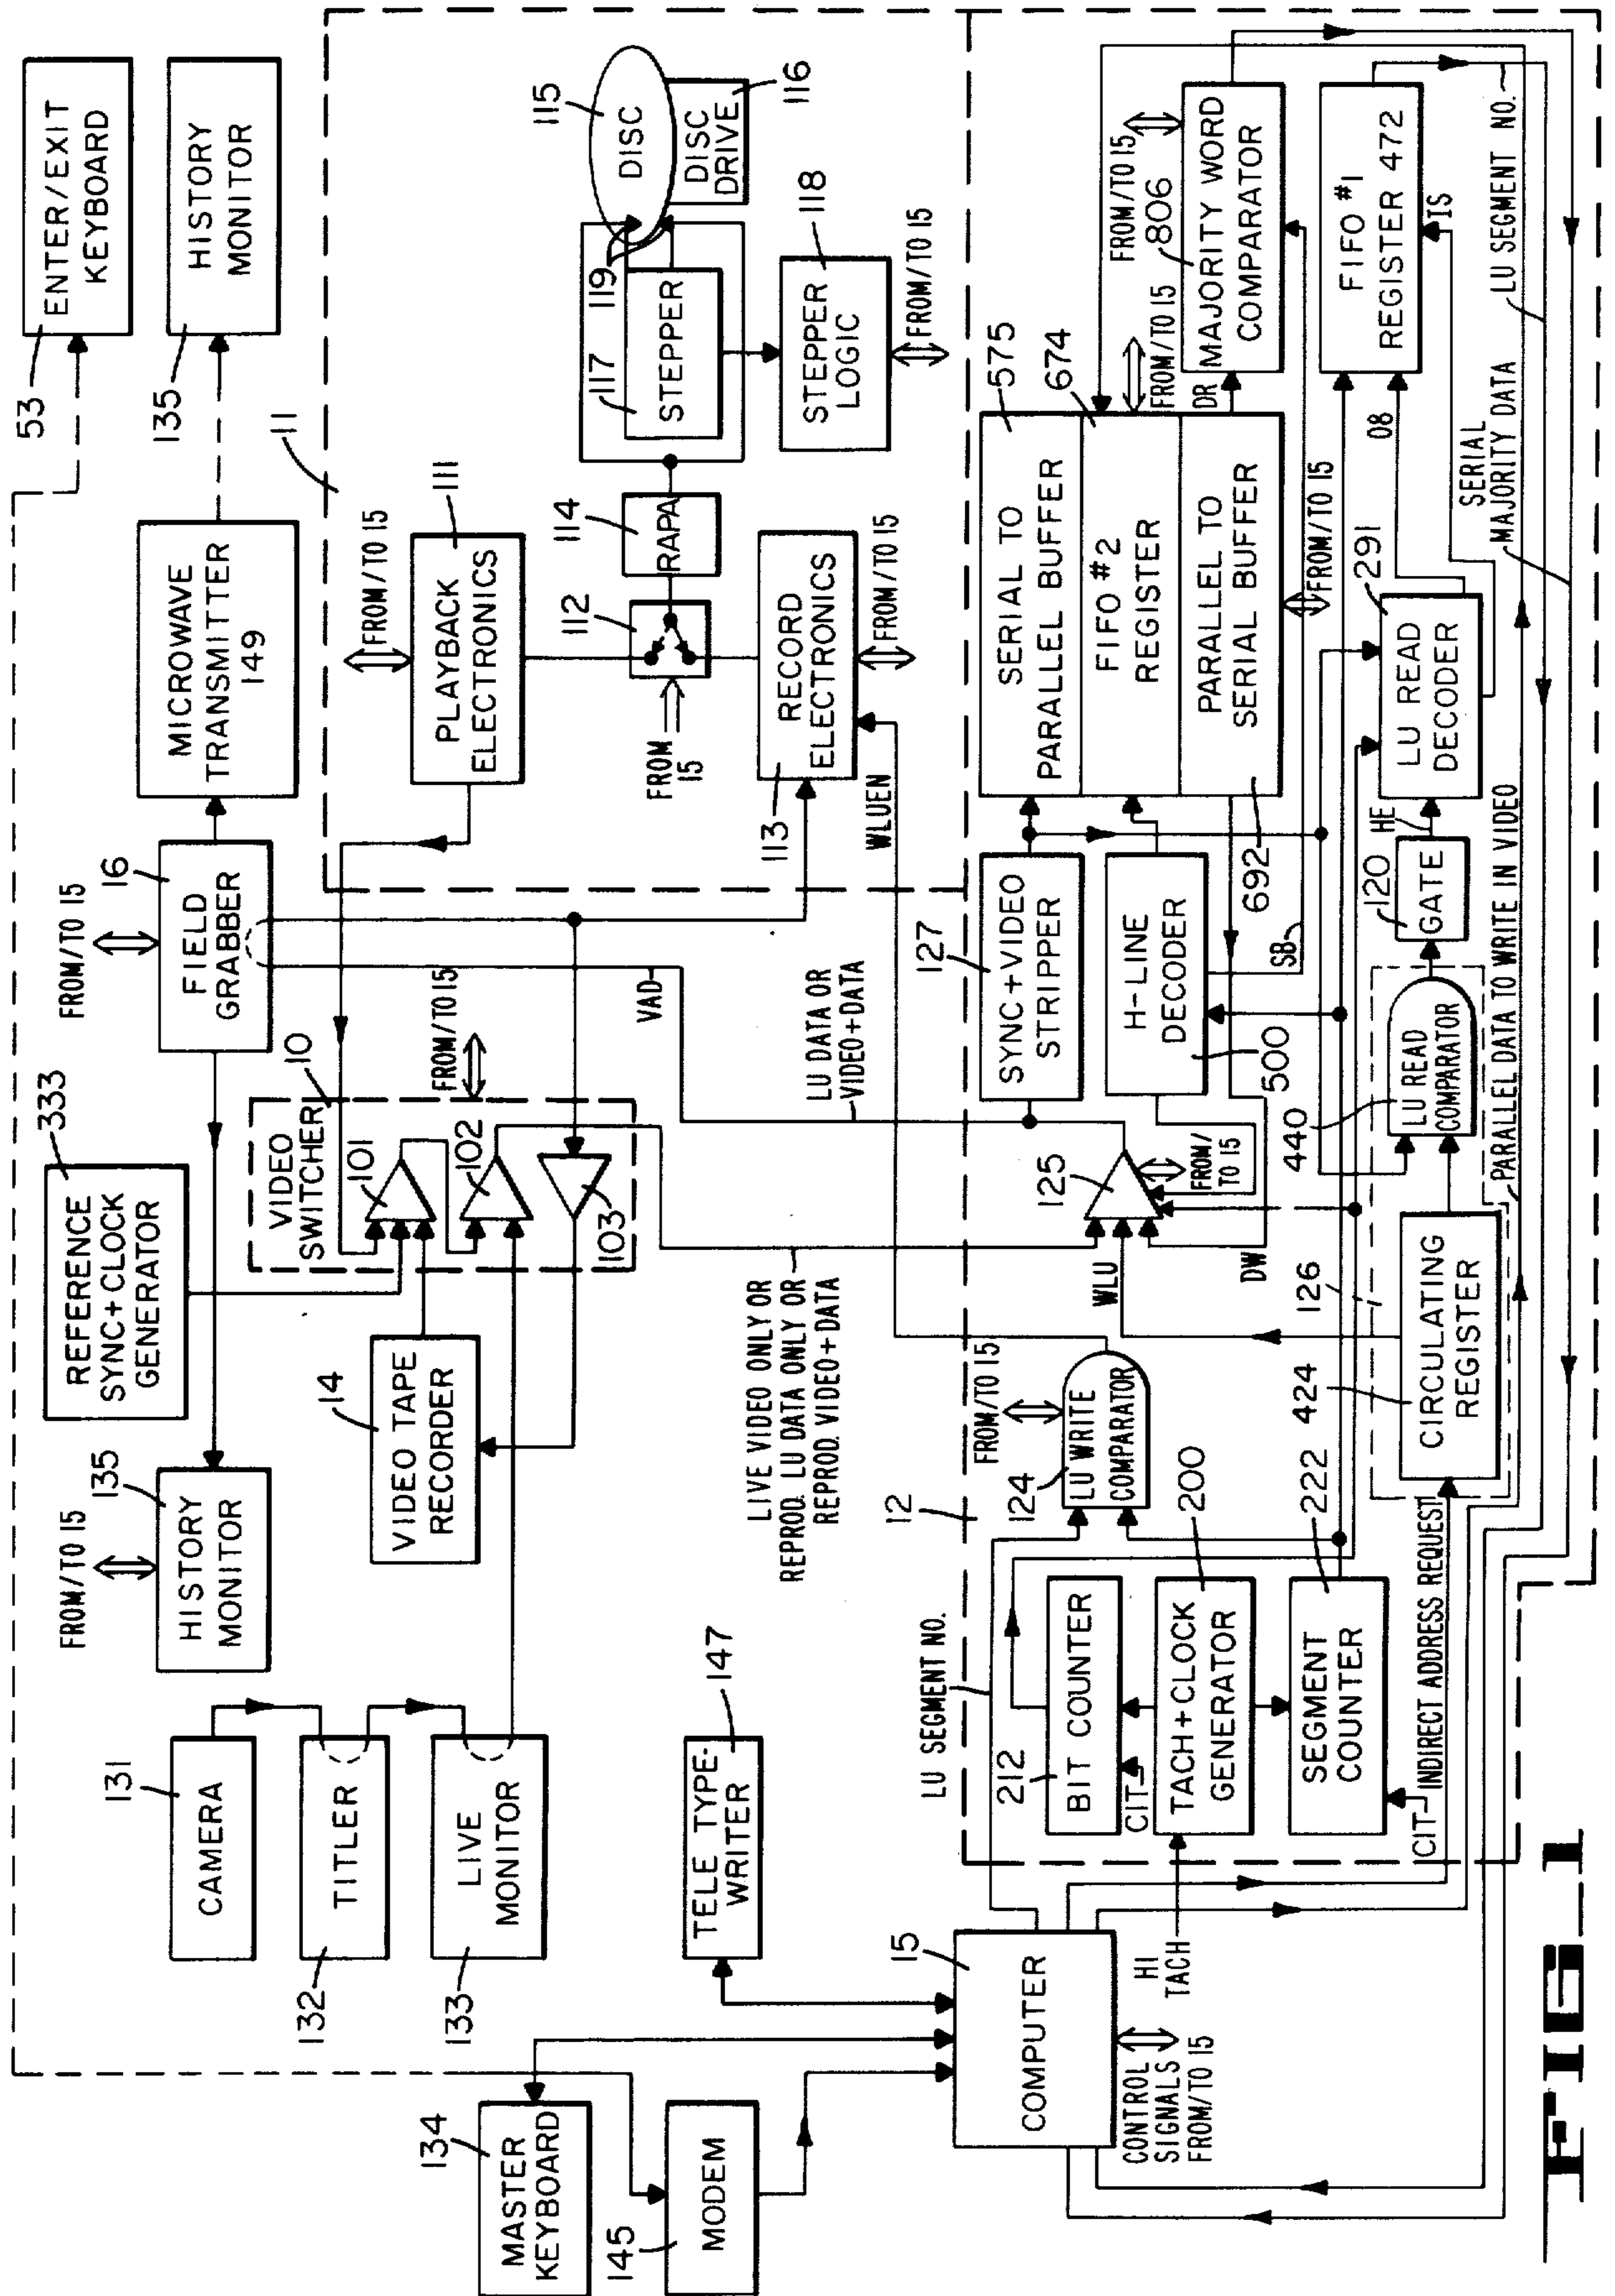 53
ENTER/EXIT
KEYBOARD
135
HISTORY
MONITOR
MICROWAVE
TRANSMITTER
149
FROM/TO 15
16
FIELD
GRABBER
333
REFERENCE
SYNC+CLOCK
GENERATOR
FROM/TO 15
135
HISTORY
MONITOR
131
CAMERA
TITLER
132
LIVE
MONITOR
133
14
VIDEO TAPE
RECORDER
VIDEO
SWITCHER
10
101
102
103
FROM/TO 15
11
FROM/TO 15
111
PLAYBACK
ELECTRONICS
112
FROM
15
114
RAPA
RECORD
ELECTRONICS
113
FROM/TO 15
115
DISC
DISC
DRIVE
116
119
117
STEPPER
118
STEPPER
LOGIC
FROM/TO 15
VAD
WLUEN
LU DATA OR
VIDEO+DATA
LIVE VIDEO ONLY OR
REPROD. LU DATA ONLY OR
REPROD. VIDEO+DATA
TELE TYPE-
WRITER
147
134
MASTER
KEYBOARD
145
MODEM
15
COMPUTER
CONTROL
SIGNALS
FROM/TO 15
HI
TACH
LU SEGMENT NO.
12
212
BIT COUNTER
CIT
200
TACH+CLOCK
GENERATOR
222
SEGMENT
COUNTER
CIT
INDIRECT ADDRESS REQUEST
FROM/TO 15
124
LU WRITE
COMPARATOR
WLU
125
FROM/
TO 15
DW
126
424
CIRCULATING
REGISTER
440
LU READ
COMPARATOR
120
GATE
HE
291
LU READ
DECODER
127
SYNC+VIDEO
STRIPPER
H-LINE
DECODER
500
SB
692
575
SERIAL TO
PARALLEL BUFFER
674
FIFO #2
REGISTER
PARALLEL TO
SERIAL BUFFER
FROM/TO 15
FROM/TO 15
DR
FROM/TO 15
806
MAJORITY WORD
COMPARATOR
FIFO #1
REGISTER 472
08
IS
SERIAL
MAJORITY DATA
LU SEGMENT NO.
PARALLEL DATA TO WRITE IN VIDEO
FIG 1